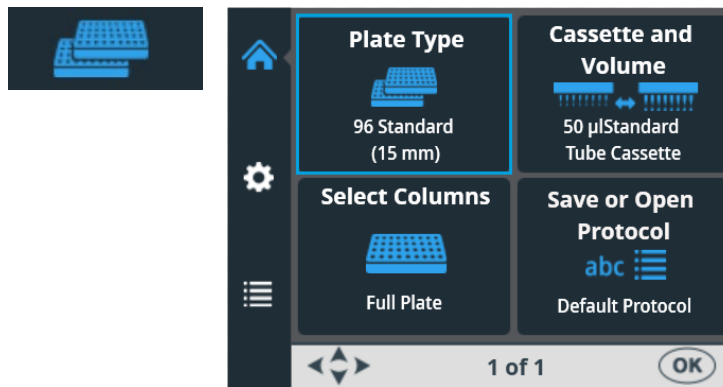 Plate Type
96 Standard
(15 mm)
Cassette and
Volume
50 µlStandard
Tube Cassette
Select Columns
Full Plate
Save or Open
Protocol
abc
Default Protocol
1 of 1
OK